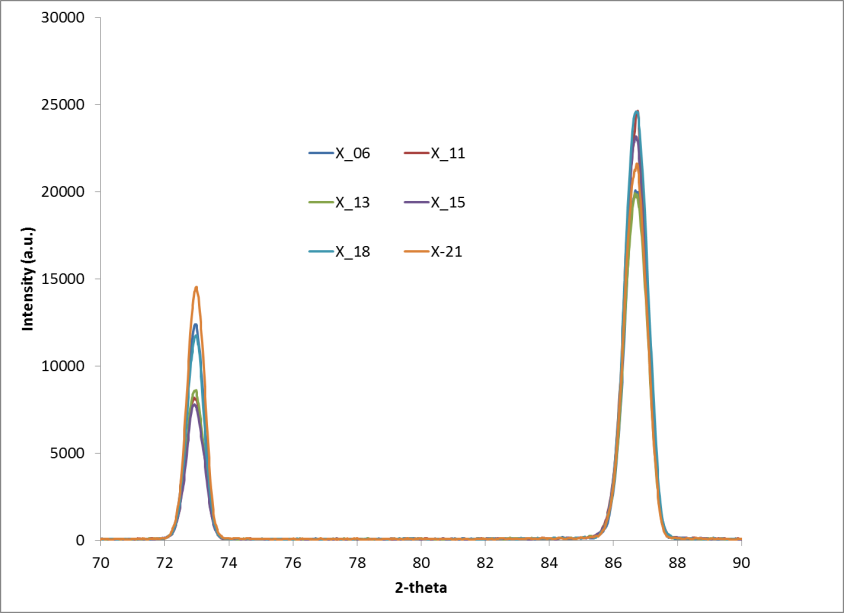 30000
25000
20000
15000
10000
5000
0
Intensity (a.u.)
X_06 X_11
X_13 X_15
X_18 X-21
70 72 74 76 78 80 82 84 86 88 90
2-theta